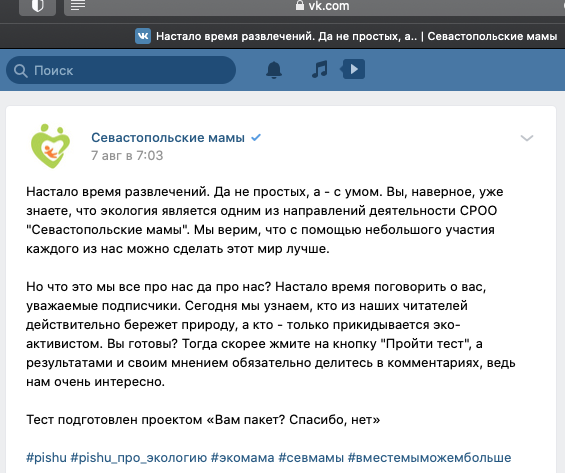 vk.com
Настало время развлечений. Да не простых, а.. | Севастопольские мамы
Поиск
Севастопольские мамы
7 авг в 7:03
Настало время развлечений. Да не простых, а - с умом. Вы, наверное, уже
знаете, что экология является одним из направлений деятельности СРОО
"Севастопольские мамы". Мы верим, что с помощью небольшого участия
каждого из нас можно сделать этот мир лучше.
Но что это мы все про нас да про нас? Настало время поговорить о вас,
уважаемые подписчики. Сегодня мы узнаем, кто из наших читателей
действительно бережет природу, а кто - только прикидывается эко-
активистом. Вы готовы? Тогда скорее жмите на кнопку "Пройти тест", а
результатами и своим мнением обязательно делитесь в комментариях, ведь
нам очень интересно.
Тест подготовлен проектом «Вам пакет? Спасибо, нет»
#pishu #pishu_про_экологию #экомама #севмамы #вместемыможембольше